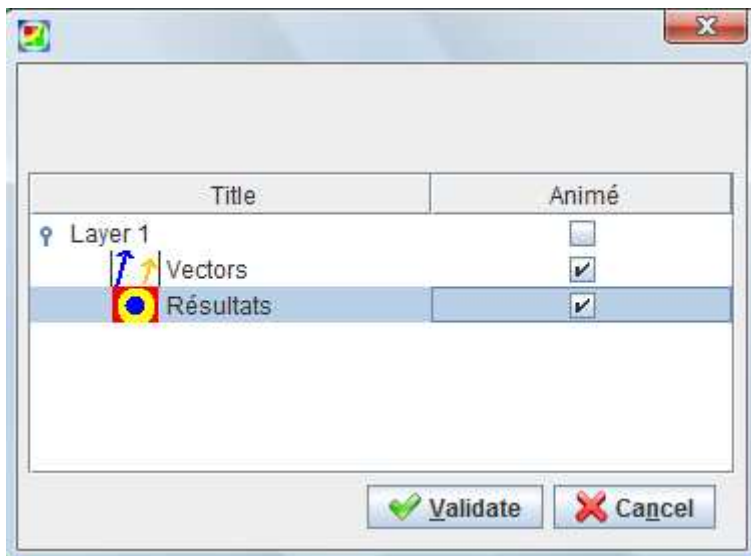 Title Animé
Layer 1
Vectors
Résultats
Validate Cancel